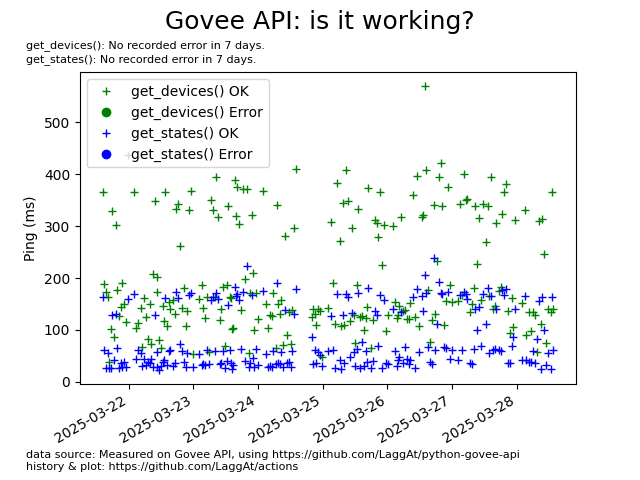 Govee API: is it working?
get_devices(): No recorded error in 7 days.
get_states(): No recorded error in 7 days.
get_devices() OK
get_devices() Error
get_states() OK
get_states() Error
Ping (ms)
500
400
300
200
100
0
2025-03-22
2025-03-23
2025-03-24
2025-03-25
2025-03-26
2025-03-27
2025-03-28
data source: Measured on Govee API, using https://github.com/LaggAt/python-govee-api
history & plot: https://github.com/LaggAt/actions